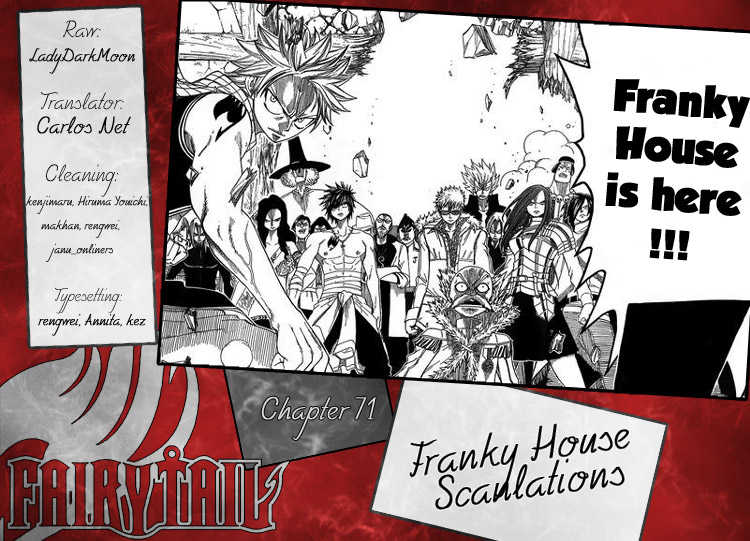 Raw:
LadyDarkMoon
Translator:
Carlos Net
Cleaning:
kenjimaru, Hiruma Youichi,
makhan, rengwei,
janu_onliners
Typesetting:
rengwei, Annita, kez
Franky
House
is here
!!!
Chapter 71
Franky House
Scanlations
FAIRY TAIL